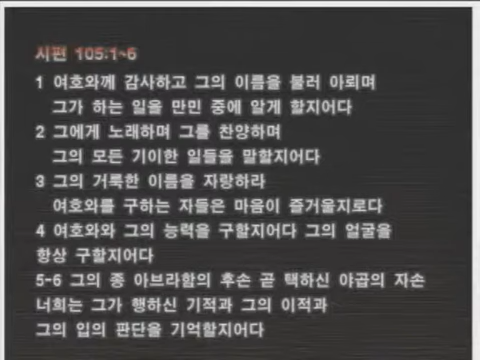 시편 105:1-6
1 여호와께 감사하고 그의 이름을 불러 아뢰며
그가 하는 일을 만민 중에 알게 할지어다
2 그에게 노래하며 그를 찬양하며
그의 모든 기이한 일들을 말할지어다
3 그의 거룩한 이름을 자랑하라
여호와를 구하는 자들은 마음이 즐거울지로다
4 여호와와 그의 능력을 구할지어다 그의 얼굴을
항상 구할지어다
5-6 그의 종 아브라함의 후손 곧 택하신 야곱의 자손
너희는 그가 행하신 기적과 그의 이적과
그의 입의 판단을 기억할지어다